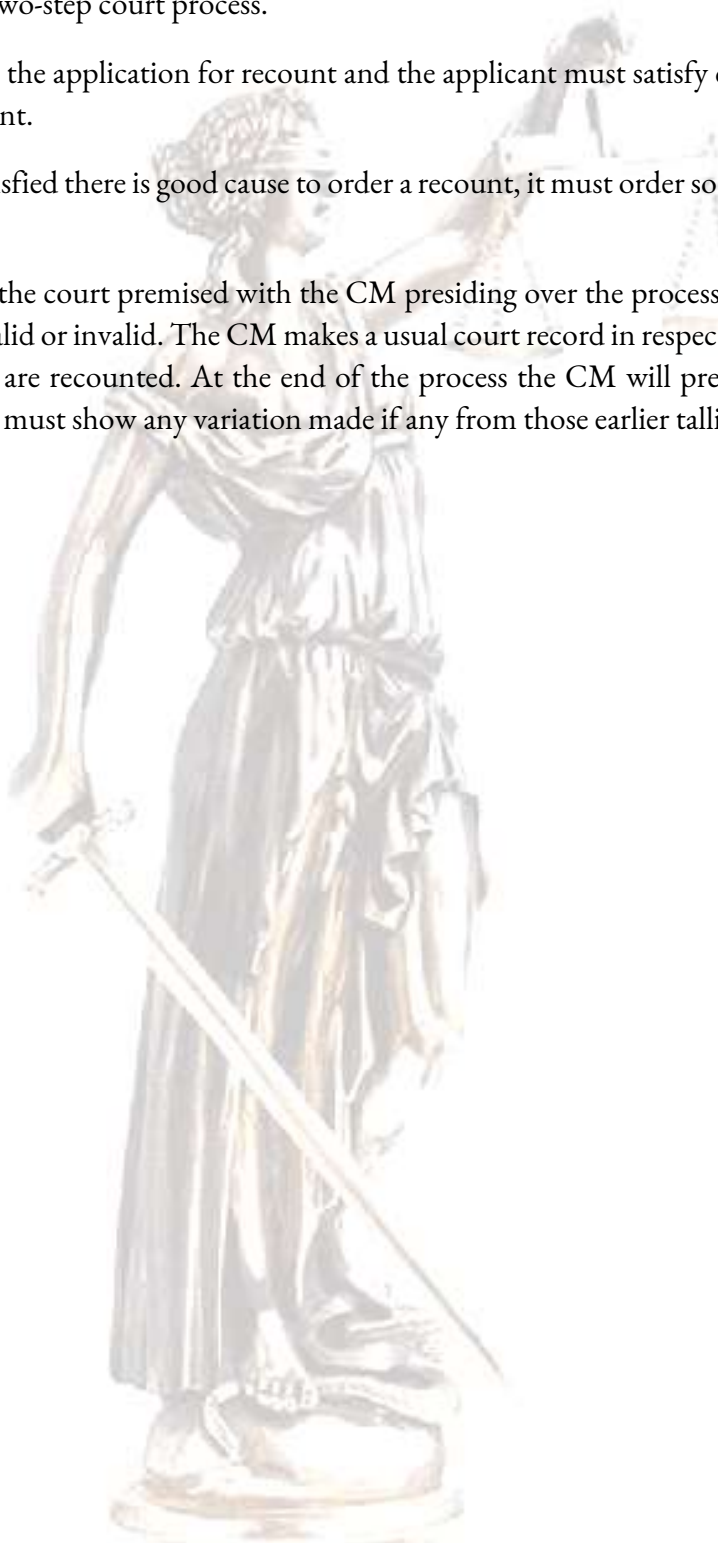 wo-step court process.
the application for recount and the applicant must satisfy
nt.
sfied there is good cause to order a recount, it must order so
the court premised with the CM presiding over the process
lid or invalid. The CM makes a usual court record in respec
are recounted. At the end of the process the CM will pre
must show any variation made if any from those earlier talli